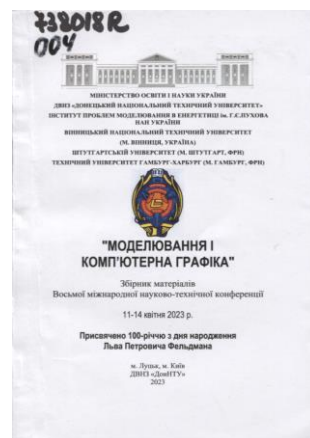 738018R
004
МІНІСТЕРСТВО ОСВІТИ І НАУКИ УКРАЇНИ
ДВНЗ «ДОНЕЦЬКИЙ НАЦІОНАЛЬНИЙ ТЕХНІЧНИЙ УНІВЕРСИТЕТ»
ІНСТИТУТ ПРОБЛЕМ МОДЕЛЮВАННЯ В ЕНЕРГЕТИЦІ ім. Г.Є.ПУХОВА
НАН УКРАЇНИ
ВІННИЦЬКИЙ НАЦІОНАЛЬНИЙ ТЕХНІЧНИЙ УНІВЕРСИТЕТ
(М. ВІННИЦЯ, УКРАЇНА)
ШТУТГАРТСЬКИЙ УНІВЕРСИТЕТ (М. ШТУТГАРТ, ФРН)
ТЕХНІЧНИЙ УНІВЕРСИТЕТ ГАМБУРГ-ХАРБУРГ (М. ГАМБУРГ, ФРН)
"МОДЕЛЮВАННЯ І
КОМП'ЮТЕРНА ГРАФІКА"
Збірник матеріалів
Восьмої міжнародної науково-технічної конференції
11-14 квітня 2023 р.
Присвячено 100-річчю з дня народження
Льва Петровича Фельдмана
м. Луцьк, м. Київ
ДВНЗ «ДонНТУ»
2023